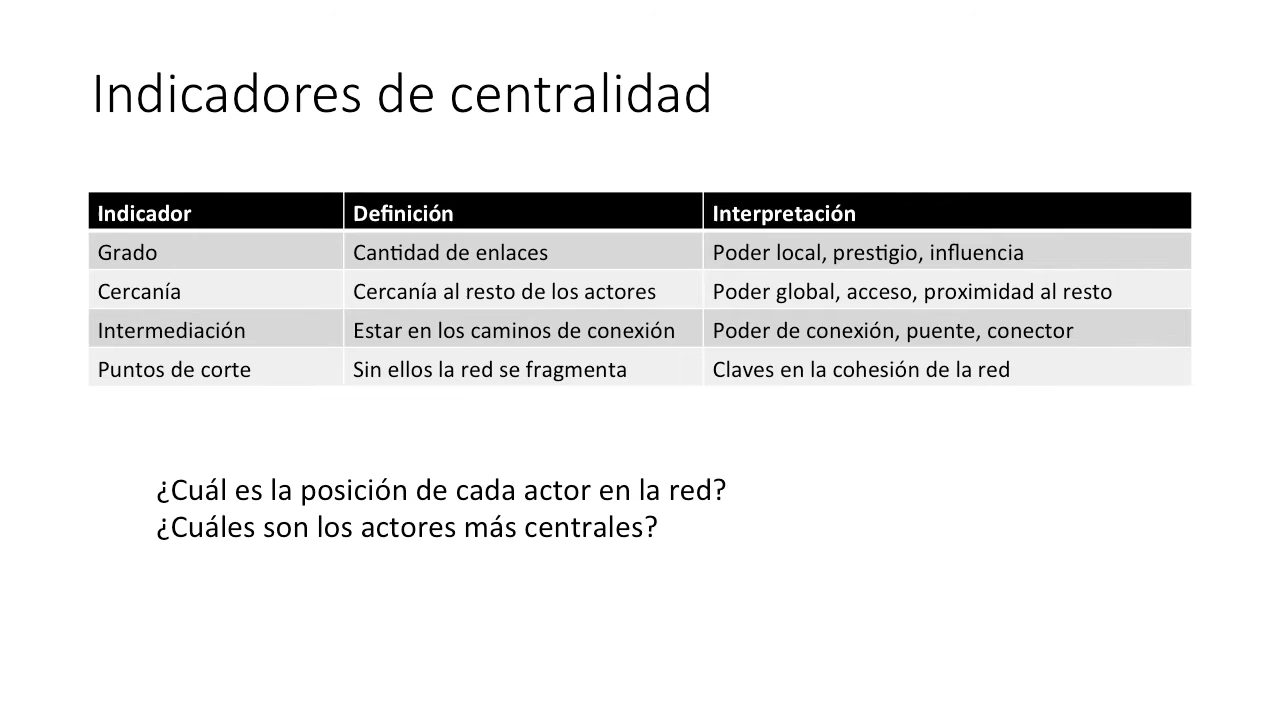 Indicadores de centralidad
Indicador Definición Interpretación
Grado Cantidad de enlaces Poder local, prestigio, influencia
Cercanía Cercanía al resto de los actores Poder global, acceso, proximidad al resto
Intermediación Estar en los caminos de conexión Poder de conexión, puente, conector
Puntos de corte Sin ellos la red se fragmenta Claves en la cohesión de la red
¿Cuál es la posición de cada actor en la red?
¿Cuáles son los actores más centrales?